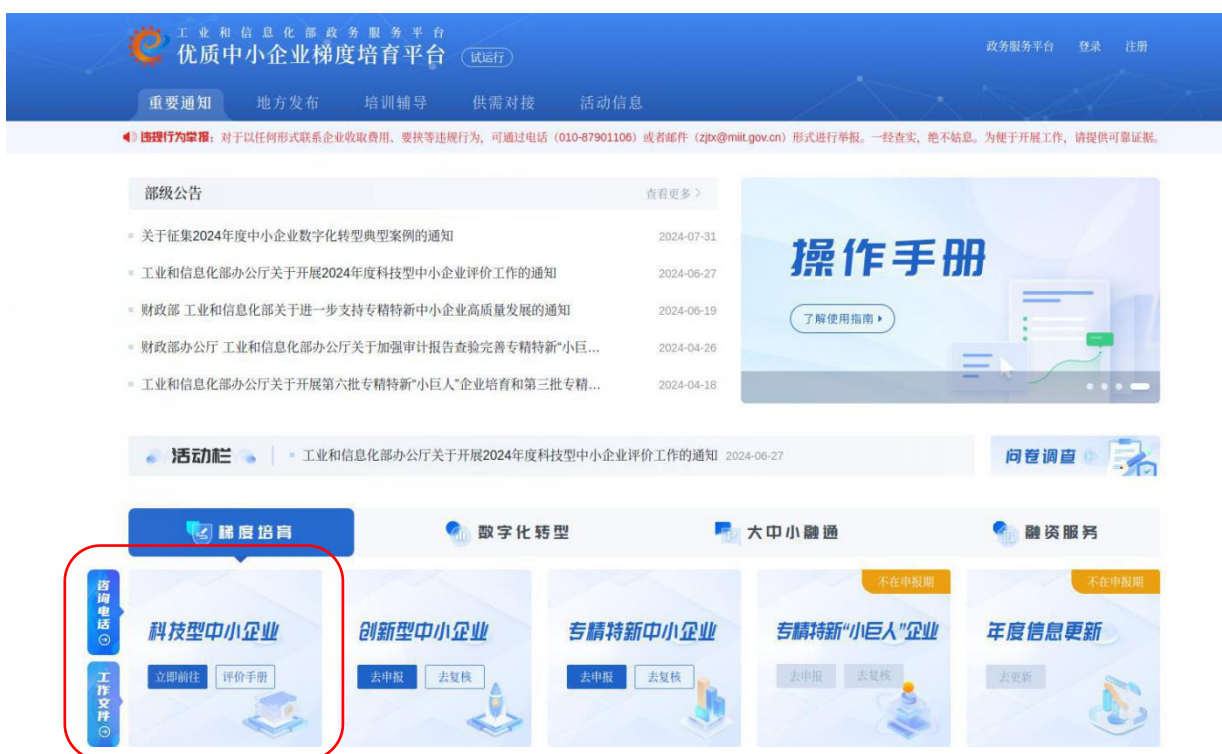 工业和信息化部政务服务平台
优质中小企业梯度培育平台 试运行
政务服务平台 登录 注册
重要通知 地方发布 培训辅导 供需对接 活动信息
违规行为举报：对于以任何形式联系企业收取费用、要挟等违规行为，可通过电话（010-87901106）或者邮件（zjtx@miit.gov.cn）形式进行举报。一经查实，绝不姑息。为便于开展工作，请提供可靠证据。
部级公告 查看更多 >
关于征集2024年度中小企业数字化转型典型案例的通知 2024-07-31
工业和信息化部办公厅关于开展2024年度科技型中小企业评价工作的通知 2024-06-27
财政部 工业和信息化部关于进一步支持专精特新中小企业高质量发展的通知 2024-06-19
财政部办公厅 工业和信息化部办公厅关于加强审计报告查验完善专精特新“小巨... 2024-04-26
工业和信息化部办公厅关于开展第六批专精特新“小巨人”企业培育和第三批专精... 2024-04-18
操作手册
了解使用指南
活动栏 工业和信息化部办公厅关于开展2024年度科技型中小企业评价工作的通知 2024-06-27
问卷调查
梯度培育 数字化转型 大中小融通 融资服务
咨询电话
工作文件
科技型中小企业
立即前往 评价手册
创新型中小企业
去申报 去复核
专精特新中小企业
去申报 去复核
不在申报期
专精特新“小巨人”企业
去申报 去复核
不在申报期
年度信息更新
去更新